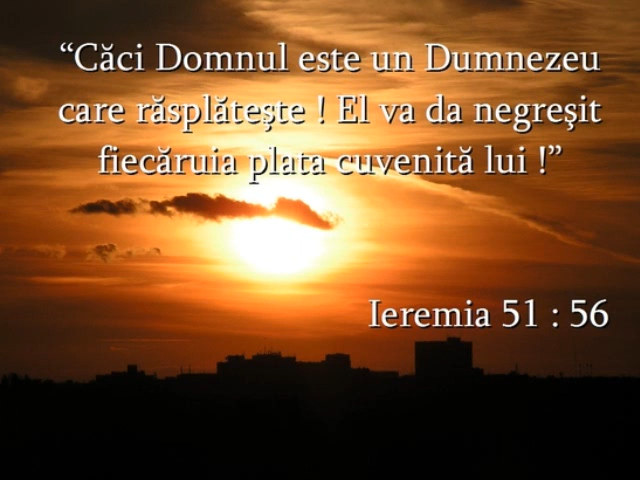 “Căci Domnul este un Dumnezeu
care răsplăteşte ! El va da negreşit
fiecăruia plata cuvenită lui !”
Ieremia 51 : 56